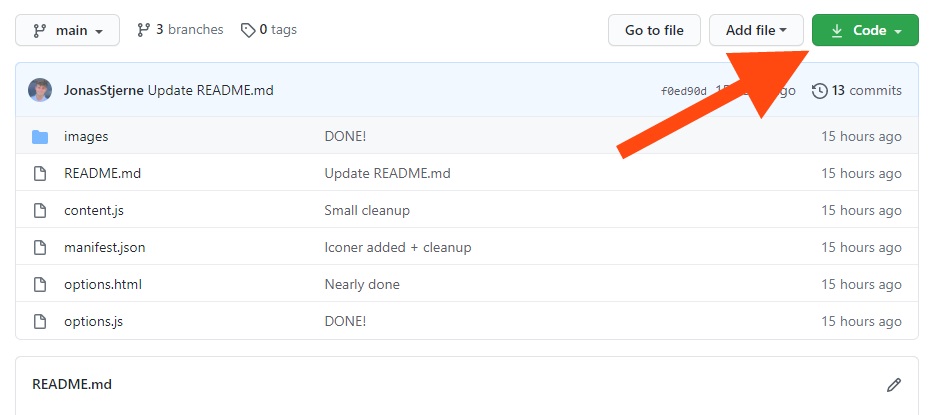 main 3 branches 0 tags Go to file Add file Code
JonasStjerne Update README.md f0ed90d ago 13 commits
images DONE! 15 hours ago
README.md Update README.md 15 hours ago
content.js Small cleanup 15 hours ago
manifest.json Iconer added + cleanup 15 hours ago
options.html Nearly done 15 hours ago
options.js DONE! 15 hours ago
README.md